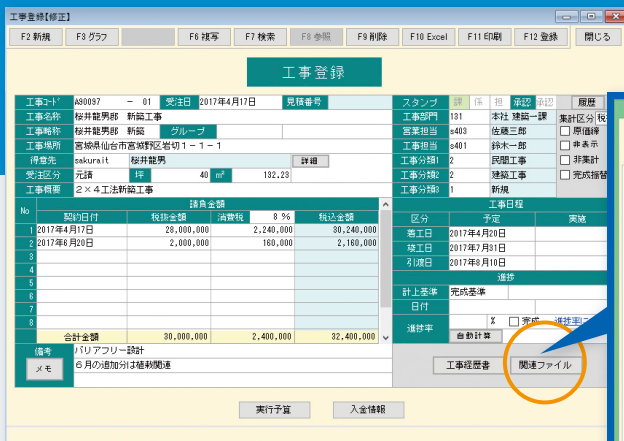 工事登録【修正】
F2 新規 F3 グラフ F6 複写 F7 検索 F8 参照 F9 削除 F10 Excel F11 印刷 F12 登録 閉じる
工事登録
工事コード A90097 - 01 受注日 2017年4月17日 見積番号
工事名称 桜井龍男邸 新築工事
工事略称 桜井龍男邸 新築 グループ
工事場所 宮城県仙台市宮城野区岩切1-1-1
得意先 sakurait 桜井龍男 詳細
受注区分 元請 坪 40 ㎡ 132.23
工事概要 2×4工法新築工事
スタンプ 課 係 担 承認 承認 履歴
工事部門 131 本社 建築一課 集計区分 税
営業担当 s403 佐藤三郎 原価締
工事担当 s401 鈴木一郎 非表示
工事分類1 2 民間工事 非集計
工事分類2 2 建築工事 完成振替
工事分類3 1 新規
請負金額
No 契約日付 税抜金額 消費税 8 % 税込金額
1 2017年4月17日 28,000,000 2,240,000 30,240,000
2 2017年6月20日 2,000,000 160,000 2,160,000
3
4
5
6
7
8
合計金額 30,000,000 2,400,000 32,400,000
備考 バリアフリー設計
メモ 6月の追加分は植栽関連
工事日程
区分 予定 実施
着工日 2017年4月20日
竣工日 2017年7月31日
引渡日 2017年8月10日
進捗
計上基準 完成基準
日付
進捗率 % 完成 進捗率に
自動計算
工事経歴書 関連ファイル
実行予算 入金情報